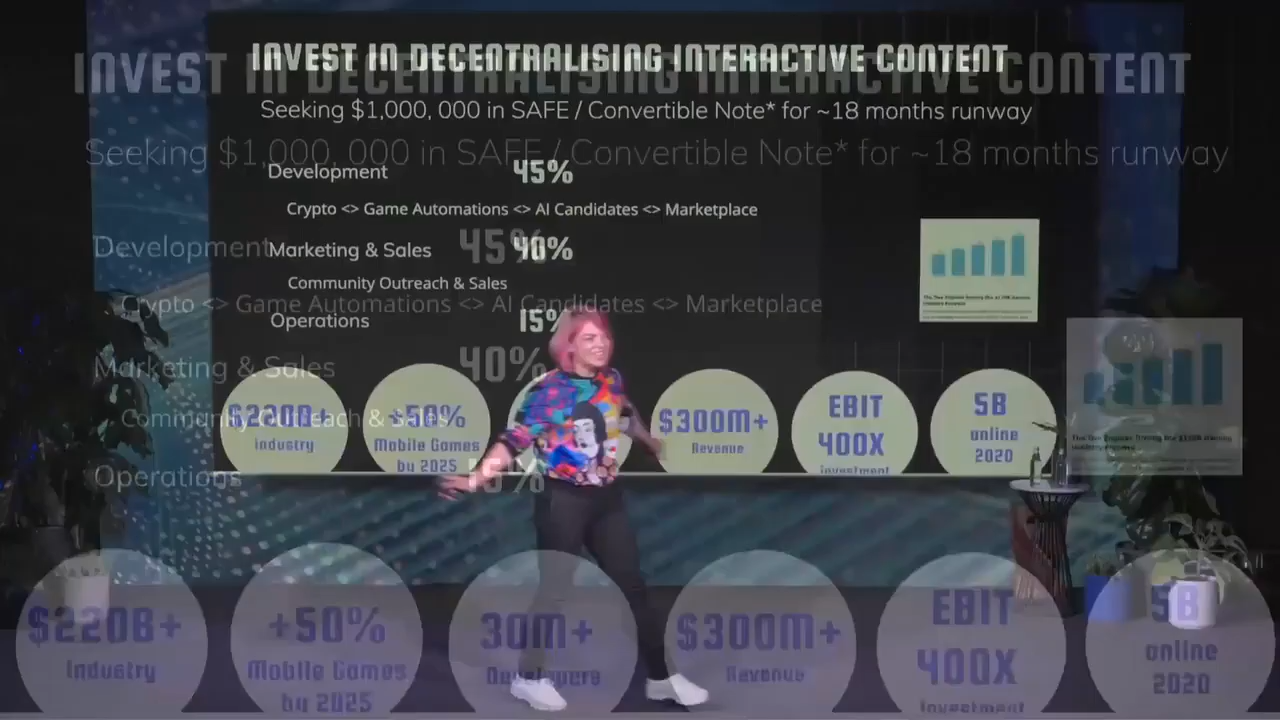 INVEST IN DECENTRALISING INTERACTIVE CONTENT
Seeking $1,000, 000 in SAFE / Convertible Note* for ~18 months runway
Development 45%
Crypto <> Game Automations <> AI Candidates <> Marketplace
Marketing & Sales 40%
Community Outreach & Sales
Operations 15%
$220B+
Industry
+50%
Mobile Games
by 2025
$300M+
Revenue
EBIT
400X
investment
5B
online
2020
INVEST IN DECENTRALISING INTERACTIVE CONTENT
Seeking $1,000, 000 in SAFE / Convertible Note* for ~18 months runway
Development 45%
Crypto <> Game Automations <> AI Candidates <> Marketplace
Marketing & Sales 40%
Community Outreach & Sales
Operations 15%
$220B+
Industry
+50%
Mobile Games
by 2025
30M+
Developers
$300M+
Revenue
EBIT
400X
investment
5B
online
2020